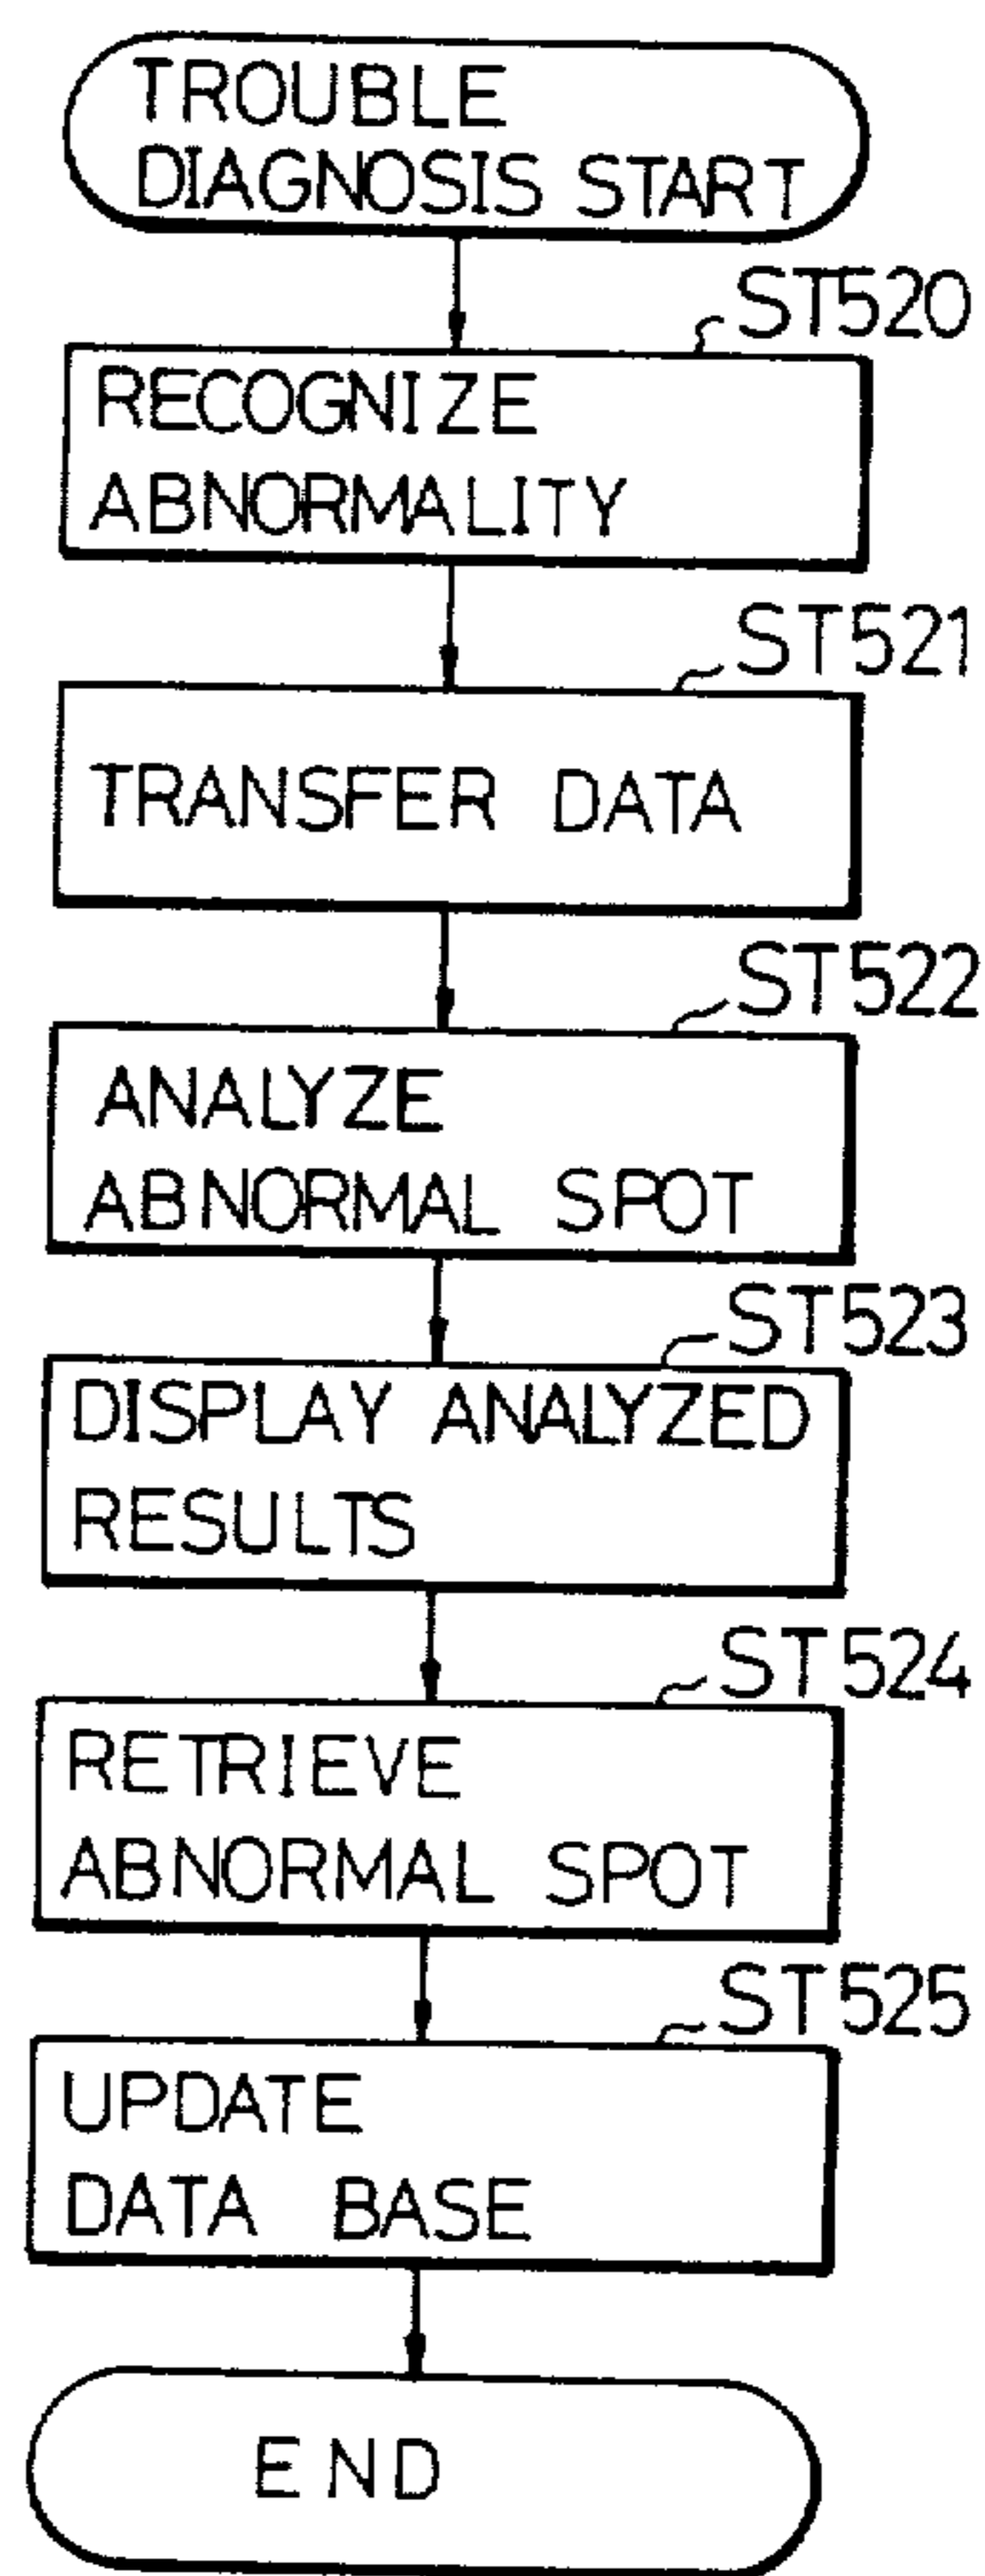 TROUBLE
DIAGNOSIS START
ST520
RECOGNIZE
ABNORMALITY
ST521
TRANSFER DATA
ST522
ANALYZE
ABNORMAL SPOT
ST523
DISPLAY ANALYZED
RESULTS
ST524
RETRIEVE
ABNORMAL SPOT
ST525
UPDATE
DATA BASE
END